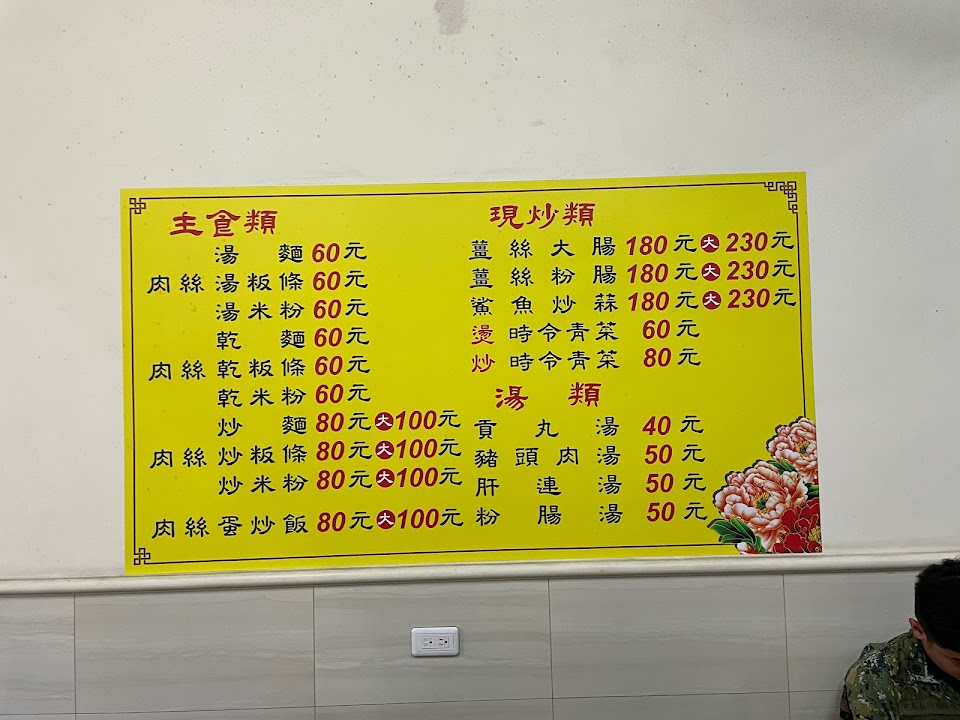 主食類
湯麵60元
肉絲湯粄條60元
湯米粉60元
乾麵60元
肉絲乾粄條60元
乾米粉60元
炒麵80元大100元
肉絲炒粄條80元大100元
炒米粉80元大100元
肉絲蛋炒飯80元大100元
現炒類
薑絲大腸180元大230元
薑絲粉腸180元大230元
鯊魚炒蒜180元大230元
燙時令青菜60元
炒時令青菜80元
湯類
貢丸湯40元
豬頭肉湯50元
肝連湯50元
粉腸湯50元